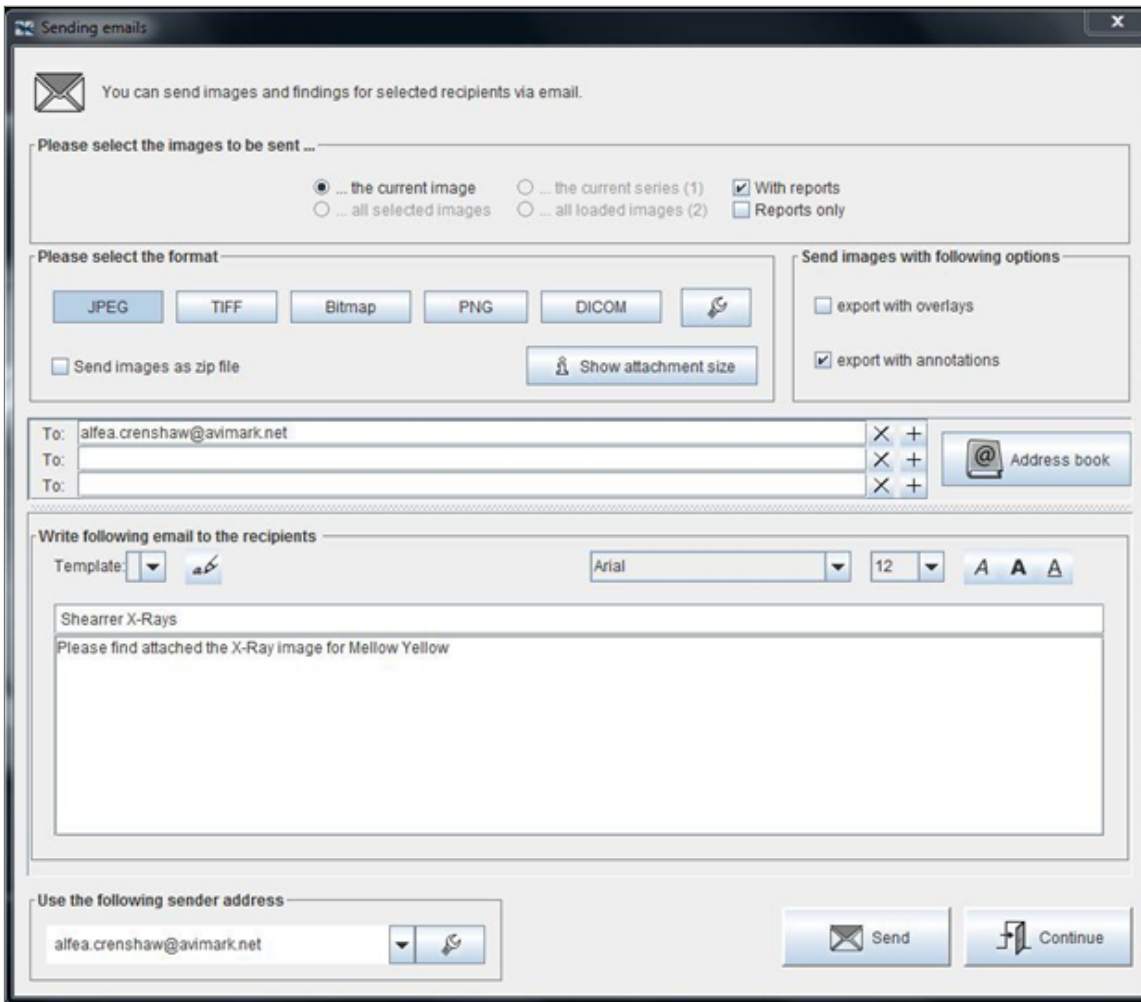 Sending emails
You can send images and findings for selected recipients via email.
Please select the images to be sent ...
... the current image ... the current series (1) With reports
... all selected images ... all loaded images (2) Reports only
Please select the format
Send images with following options
JPEG TIFF Bitmap PNG DICOM
export with overlays
Send images as zip file Show attachment size
export with annotations
To: alfea.crenshaw@avimark.net
To:
To:
@ Address book
Write following email to the recipients
Template: ab Arial 12 A A A
Shearrer X-Rays
Please find attached the X-Ray image for Mellow Yellow
Use the following sender address
alfea.crenshaw@avimark.net
Send Continue